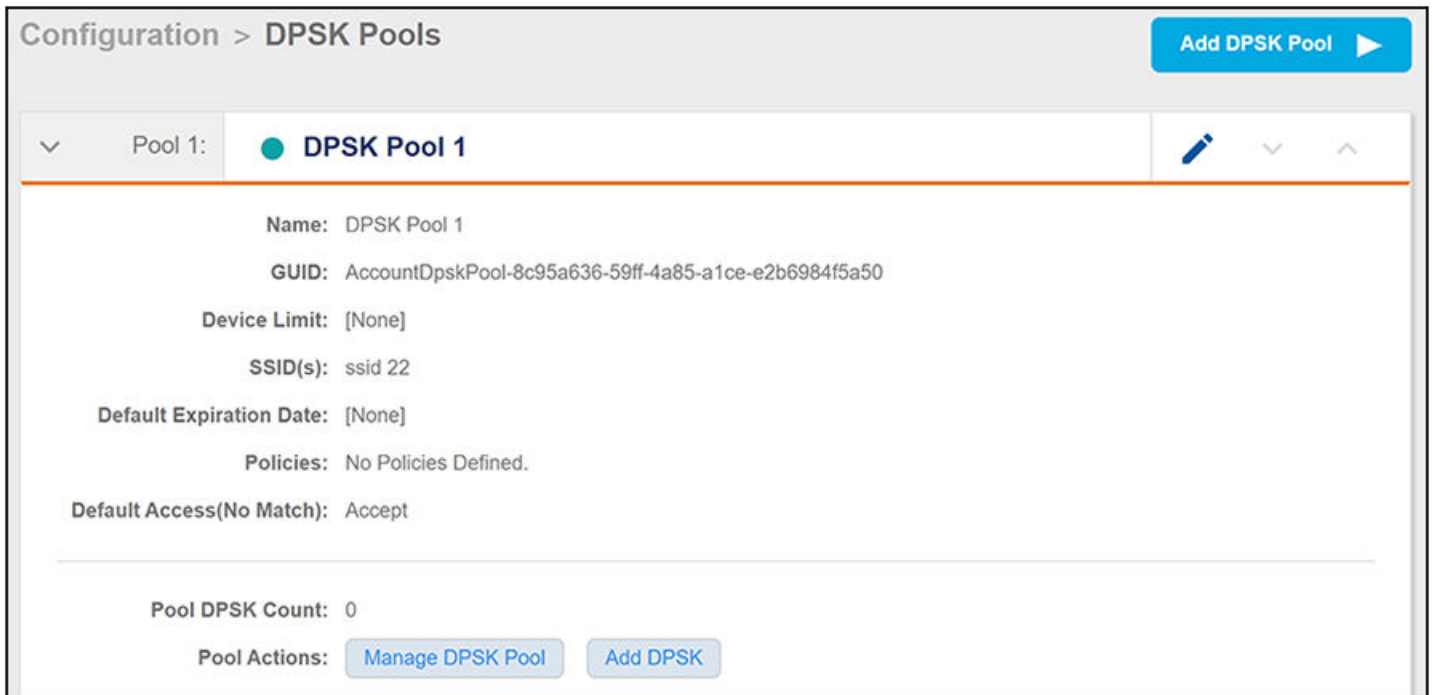 Configuration > DPSK Pools
Add DPSK Pool
Pool 1: DPSK Pool 1
Name: DPSK Pool 1
GUID: AccountDpskPool-8c95a636-59ff-4a85-a1ce-e2b6984f5a50
Device Limit: [None]
SSID(s): ssid 22
Default Expiration Date: [None]
Policies: No Policies Defined.
Default Access(No Match): Accept
Pool DPSK Count: 0
Pool Actions: Manage DPSK Pool Add DPSK